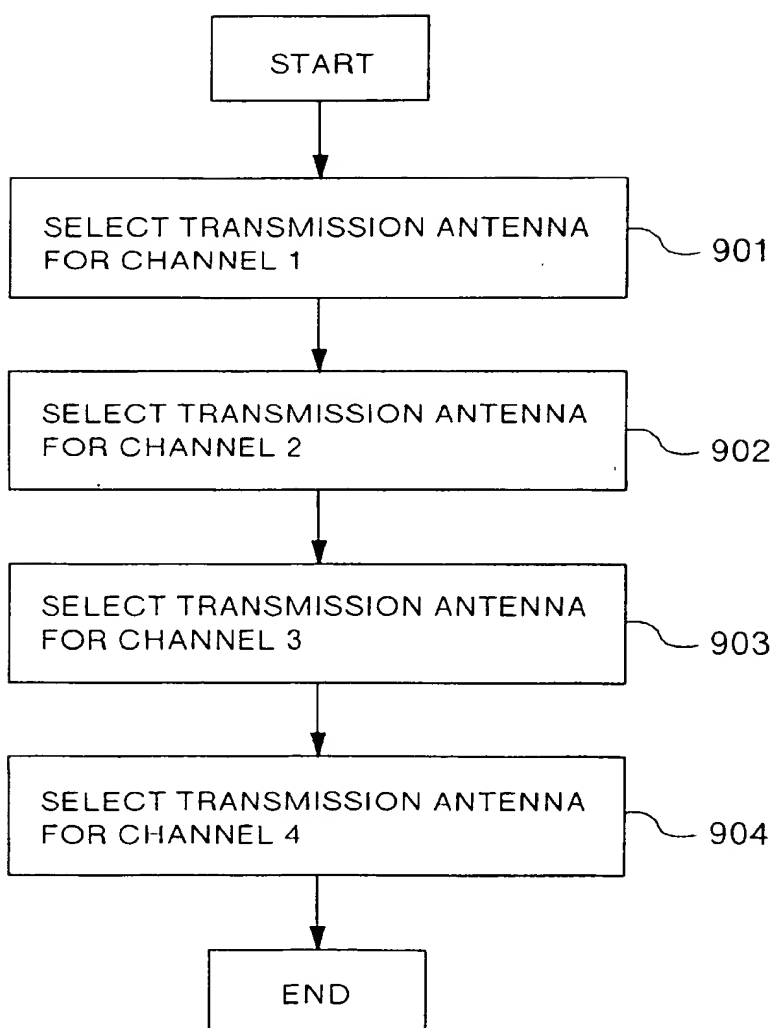 START
SELECT TRANSMISSION ANTENNA
FOR CHANNEL 1
901
SELECT TRANSMISSION ANTENNA
FOR CHANNEL 2
902
SELECT TRANSMISSION ANTENNA
FOR CHANNEL 3
903
SELECT TRANSMISSION ANTENNA
FOR CHANNEL 4
904
END